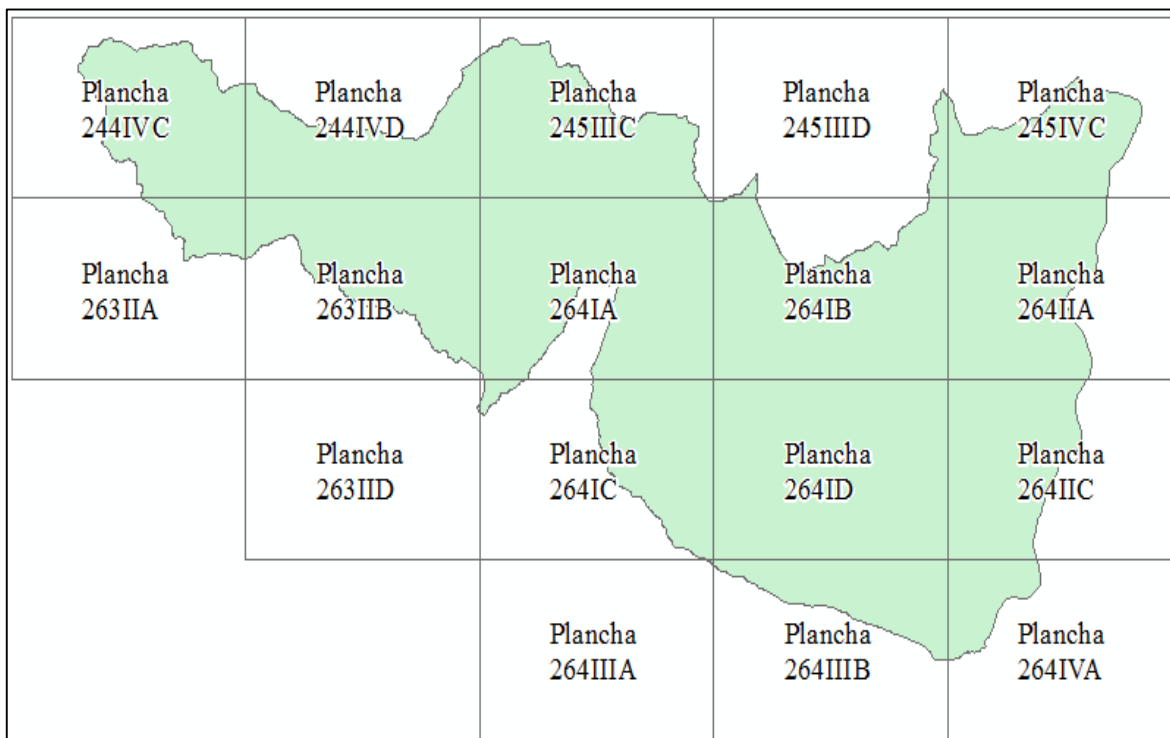 Plancha
244IVC
Plancha
244IVD
Plancha
245IIIC
Plancha
245IIID
Plancha
245IVC
Plancha
263IIA
Plancha
263IIB
Plancha
264IA
Plancha
264IB
Plancha
264IIA
Plancha
263IID
Plancha
264IC
Plancha
264ID
Plancha
264IIC
Plancha
264IIIA
Plancha
264IIIB
Plancha
264IVA